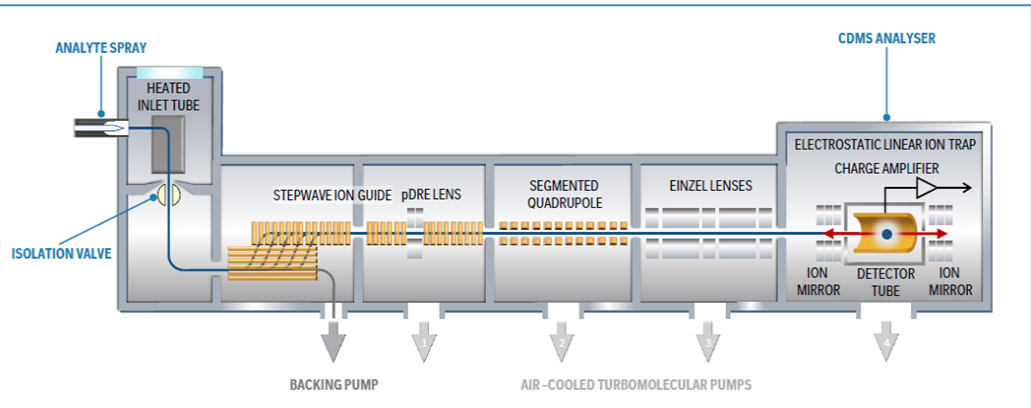 ANALYTE SPRAY
CDMS ANALYSER
HEATED
INLET TUBE
ELECTROSTATIC LINEAR ION TRAP
CHARGE AMPLIFIER
STEPWAVE ION GUIDE
pDRE LENS
SEGMENTED
QUADRUPOLE
EINZEL LENSES
ISOLATION VALVE
ION
MIRROR
DETECTOR
TUBE
ION
MIRROR
1
2
3
4
BACKING PUMP
AIR –COOLED TURBOMOLECULAR PUMPS